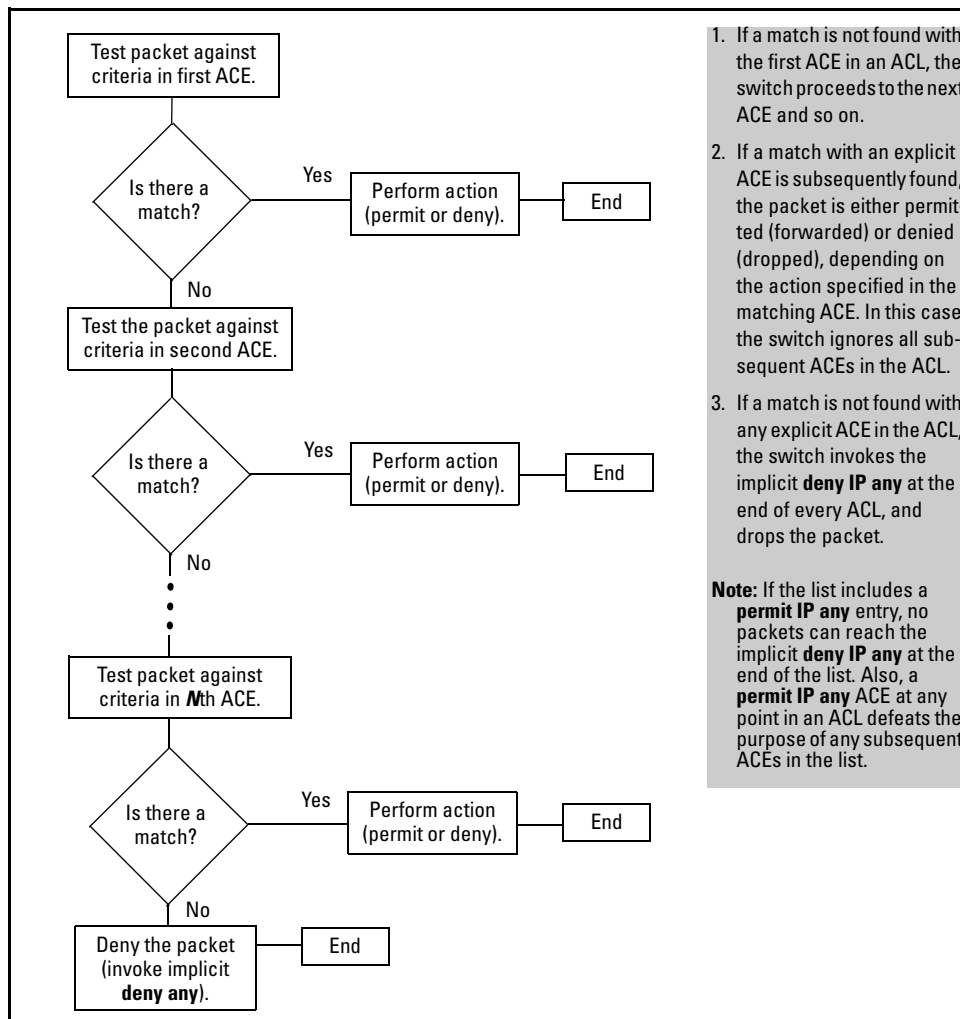 Test packet against
criteria in first ACE.
Is there a
match?
Yes
Perform action
(permit or deny).
End
No
Test the packet against
criteria in second ACE.
Is there a
match?
Yes
Perform action
(permit or deny).
End
No
Test packet against
criteria in Nth ACE.
Is there a
match?
Yes
Perform action
(permit or deny).
End
No
Deny the packet
(invoke implicit
deny any).
End
1. If a match is not found with
the first ACE in an ACL, the
switch proceeds to the next
ACE and so on.
2. If a match with an explicit
ACE is subsequently found,
the packet is either permit-
ted (forwarded) or denied
(dropped), depending on
the action specified in the
matching ACE. In this case
the switch ignores all sub-
sequent ACEs in the ACL.
3. If a match is not found with
any explicit ACE in the ACL,
the switch invokes the
implicit deny IP any at the
end of every ACL, and
drops the packet.
Note: If the list includes a
permit IP any entry, no
packets can reach the
implicit deny IP any at the
end of the list. Also, a
permit IP any ACE at any
point in an ACL defeats the
purpose of any subsequent
ACEs in the list.